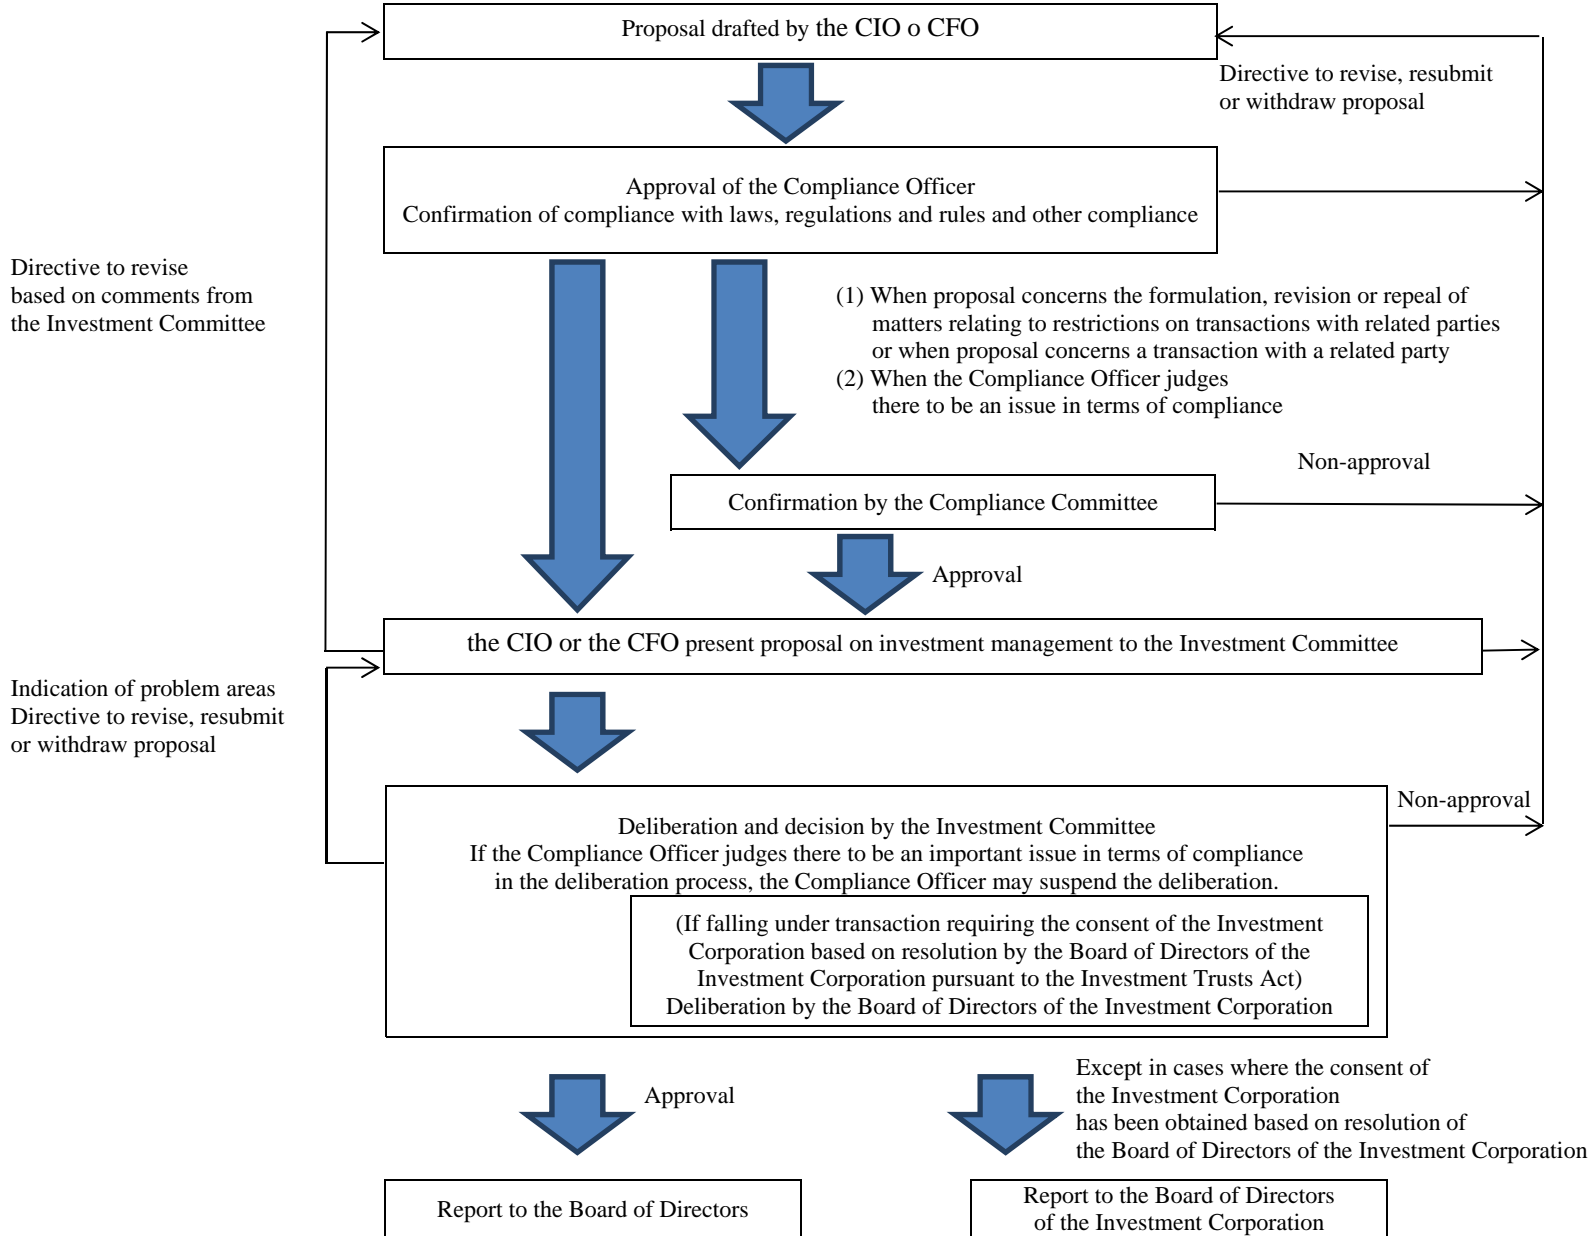 Proposal drafted by the CIO o CFO
Directive to revise, resubmit
or withdraw proposal
Approval of the Compliance Officer
Confirmation of compliance with laws, regulations and rules and other compliance
Directive to revise
based on comments from
the Investment Committee
(1) When proposal concerns the formulation, revision or repeal of
matters relating to restrictions on transactions with related parties
or when proposal concerns a transaction with a related party
(2) When the Compliance Officer judges
there to be an issue in terms of compliance
Non-approval
Confirmation by the Compliance Committee
Approval
the CIO or the CFO present proposal on investment management to the Investment Committee
Indication of problem areas
Directive to revise, resubmit
or withdraw proposal
Non-approval
Deliberation and decision by the Investment Committee
If the Compliance Officer judges there to be an important issue in terms of compliance
in the deliberation process, the Compliance Officer may suspend the deliberation.
(If falling under transaction requiring the consent of the Investment
Corporation based on resolution by the Board of Directors of the
Investment Corporation pursuant to the Investment Trusts Act)
Deliberation by the Board of Directors of the Investment Corporation
Approval
Except in cases where the consent of
the Investment Corporation
has been obtained based on resolution of
the Board of Directors of the Investment Corporation
Report to the Board of Directors
Report to the Board of Directors
of the Investment Corporation